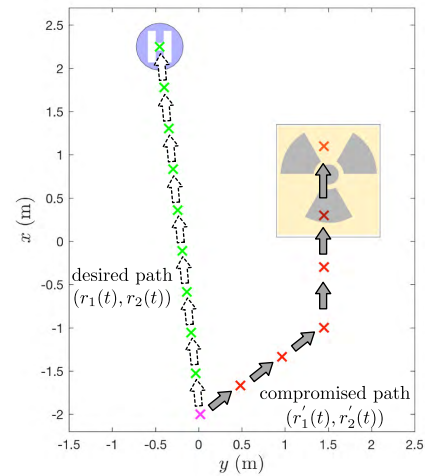 2.5
2
1.5
1
0.5
0
-0.5
-1
-1.5
-2
x (m)
H
desired path
(r₁(t), r₂(t))
compromised path
(r₁′(t), r₂′(t))
-1.5 -1 -0.5 0 0.5 1 1.5 2 2.5
y (m)